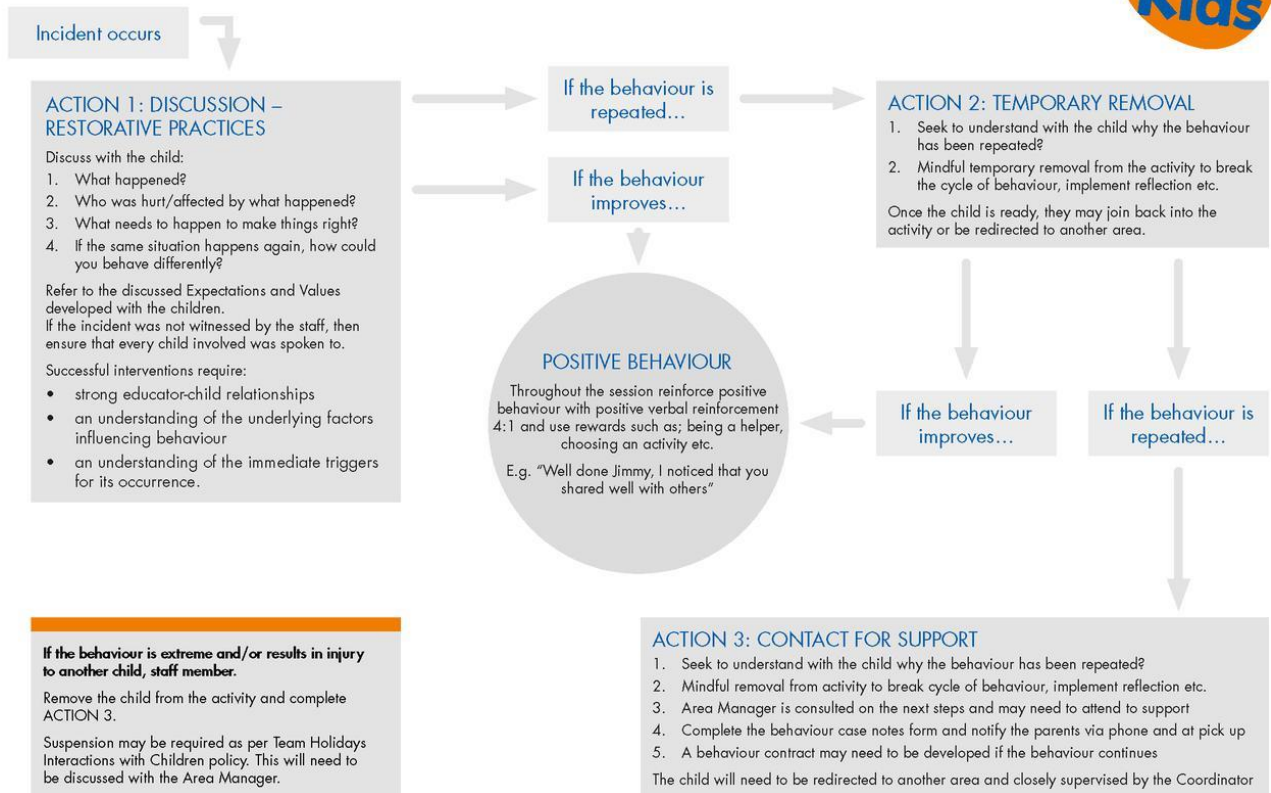 Kids
Incident occurs
ACTION 1: DISCUSSION –
RESTORATIVE PRACTICES
Discuss with the child:
1. What happened?
2. Who was hurt/affected by what happened?
3. What needs to happen to make things right?
4. If the same situation happens again, how could
you behave differently?
Refer to the discussed Expectations and Values
developed with the children.
If the incident was not witnessed by the staff, then
ensure that every child involved was spoken to.
Successful interventions require:
• strong educator-child relationships
• an understanding of the underlying factors
influencing behaviour
• an understanding of the immediate triggers
for its occurrence.
If the behaviour is
repeated...
If the behaviour
improves...
ACTION 2: TEMPORARY REMOVAL
1. Seek to understand with the child why the behaviour
has been repeated?
2. Mindful temporary removal from the activity to break
the cycle of behaviour, implement reflection etc.
Once the child is ready, they may join back into the
activity or be redirected to another area.
POSITIVE BEHAVIOUR
Throughout the session reinforce positive
behaviour with positive verbal reinforcement
4:1 and use rewards such as; being a helper,
choosing an activity etc.
E.g. “Well done Jimmy, I noticed that you
shared well with others”
If the behaviour
improves...
If the behaviour is
repeated...
If the behaviour is extreme and/or results in injury
to another child, staff member.
Remove the child from the activity and complete
ACTION 3.
Suspension may be required as per Team Holidays
Interactions with Children policy. This will need to
be discussed with the Area Manager.
ACTION 3: CONTACT FOR SUPPORT
1. Seek to understand with the child why the behaviour has been repeated?
2. Mindful removal from activity to break cycle of behaviour, implement reflection etc.
3. Area Manager is consulted on the next steps and may need to attend to support
4. Complete the behaviour case notes form and notify the parents via phone and at pick up
5. A behaviour contract may need to be developed if the behaviour continues
The child will need to be redirected to another area and closely supervised by the Coordinator